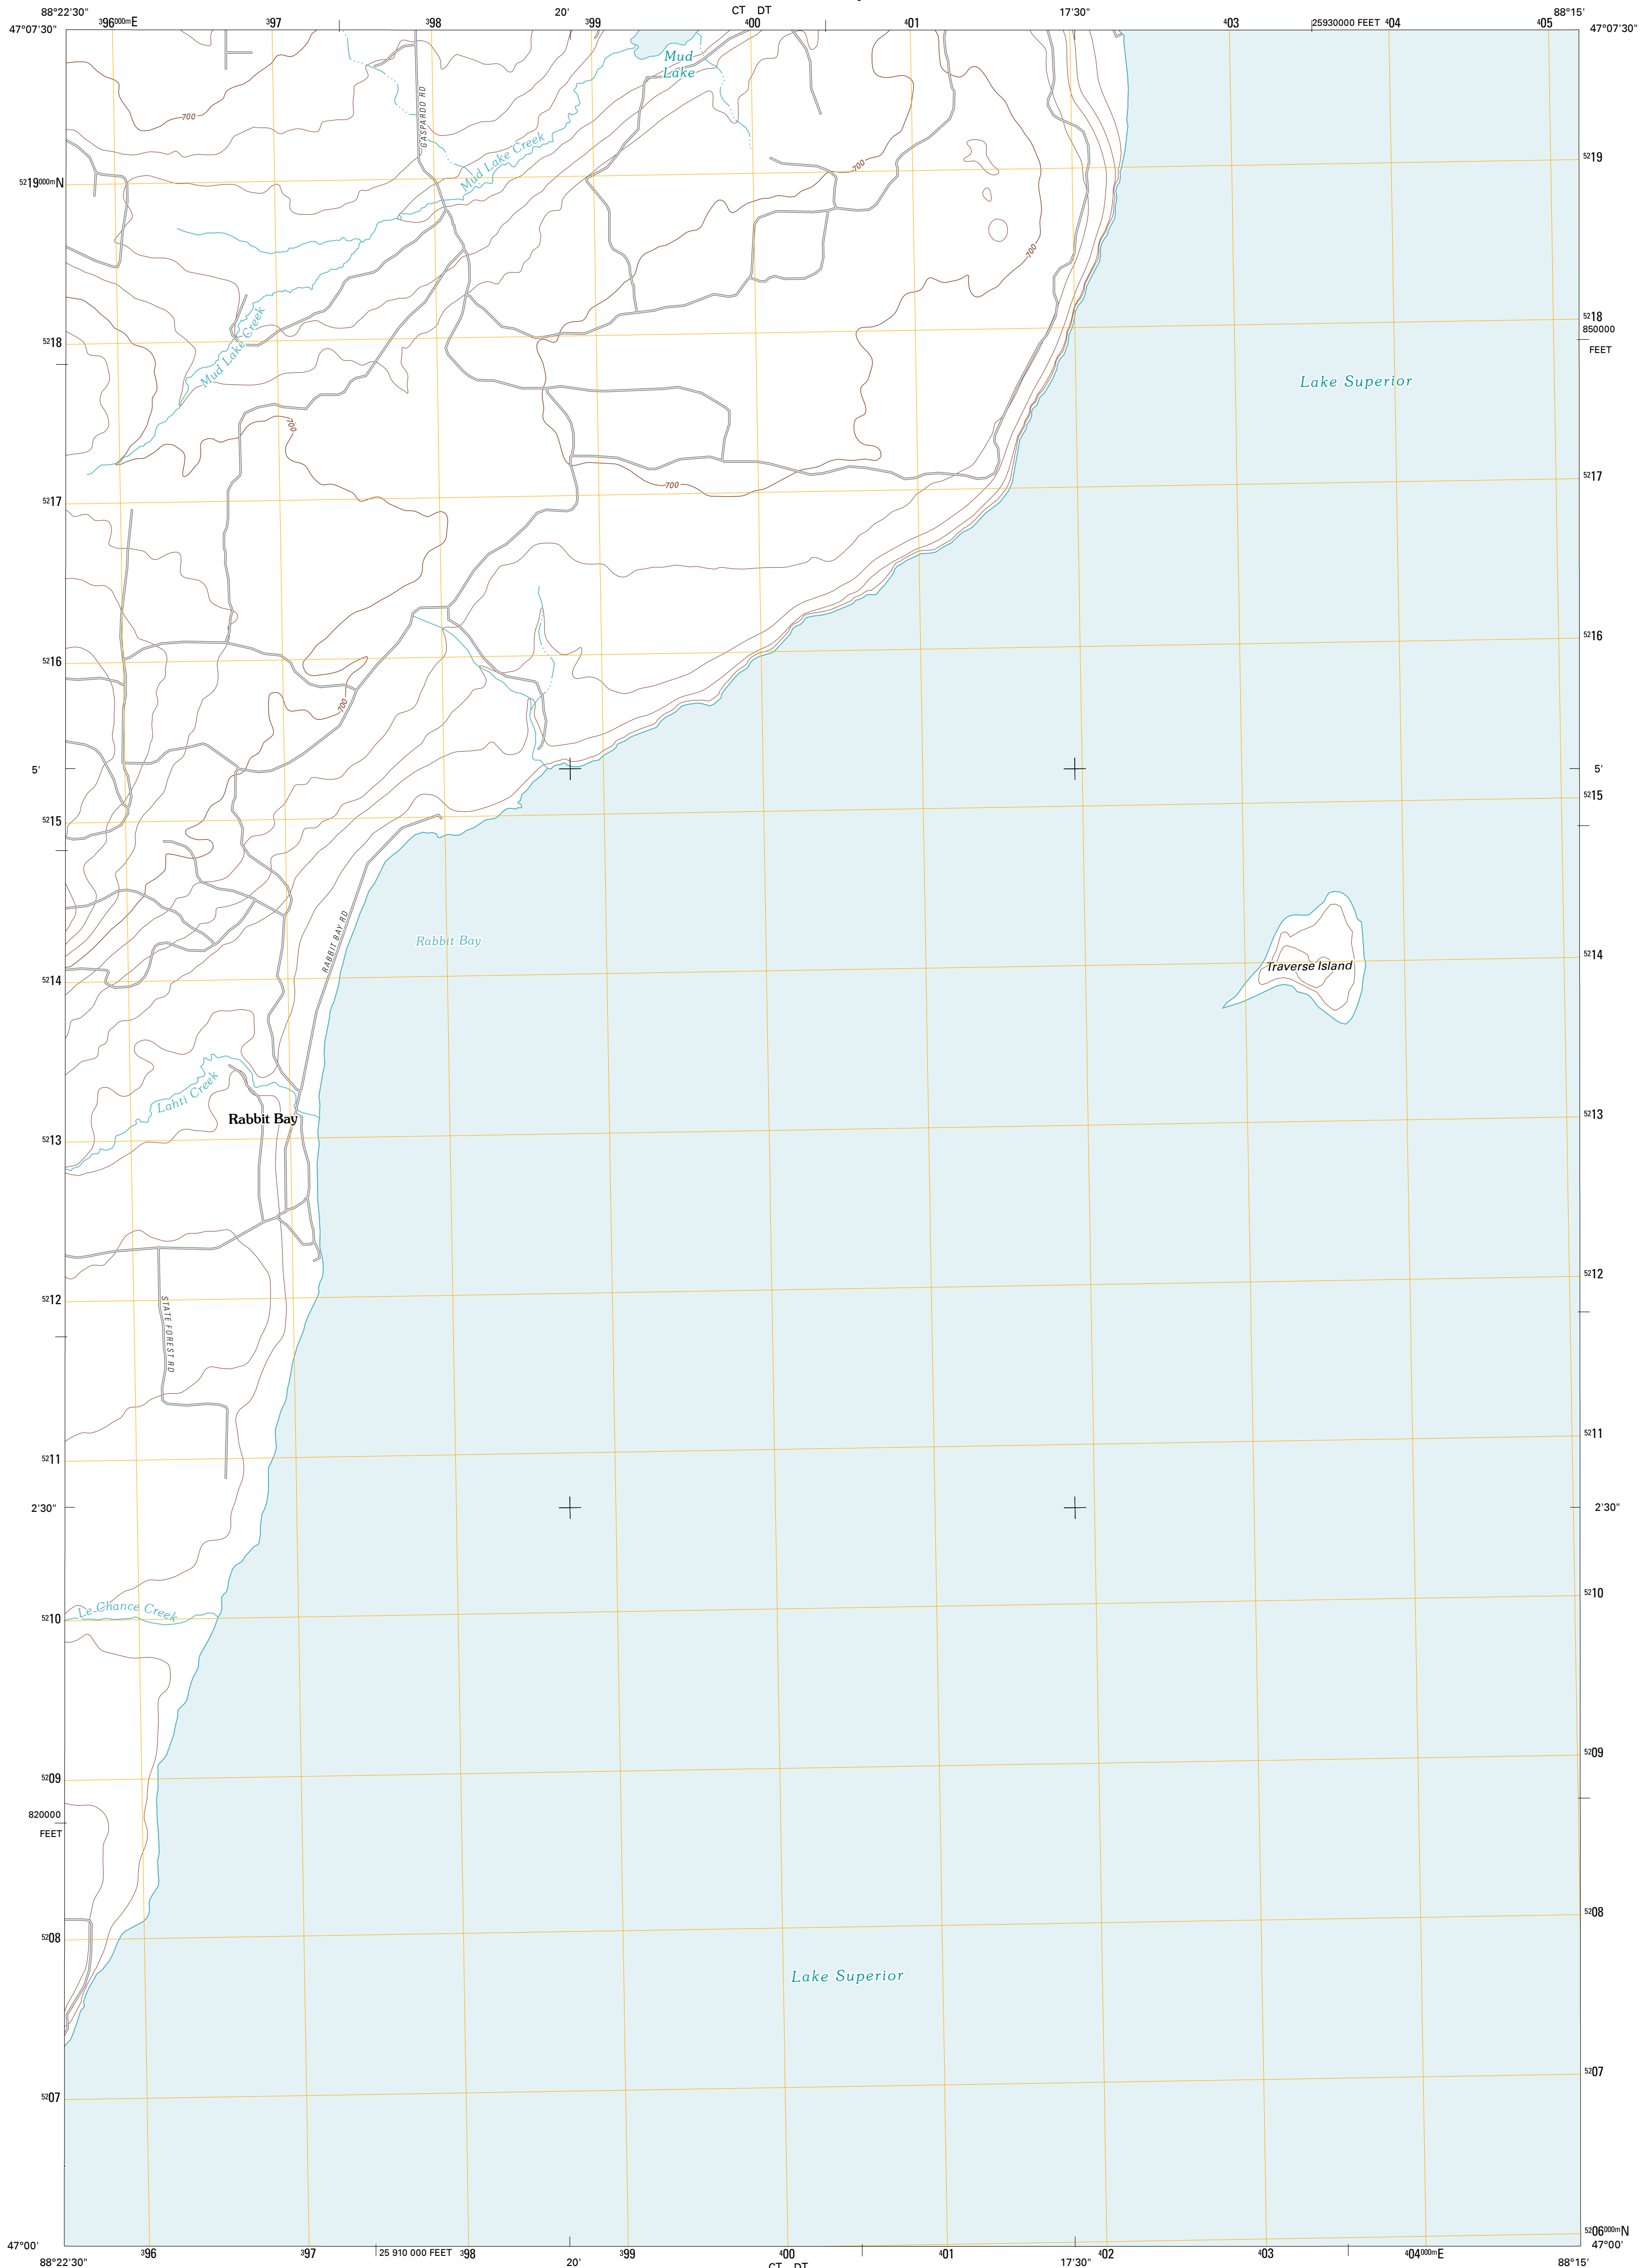 CT DT
88°22'30"
³96⁰⁰⁰ᵐE
³97
³98
20'
³99
⁴00
⁴01
17'30"
⁴03
25930000 FEET
⁴04
⁴05
88°15'
47°07'30"
47°07'30"
Mud
Lake
700
GASPARDO RD
Mud Lake Creek
700
⁵²19
⁵²19⁰⁰⁰ᵐN
700
Mud Lake Creek
⁵²18
850000
FEET
⁵²18
Lake Superior
700
700
⁵²17
⁵²17
⁵²16
⁵²16
700
5'
5'
⁵²15
⁵²15
RABBIT BAY RD
Rabbit Bay
⁵²14
Traverse Island
⁵²14
Lahti Creek
Rabbit Bay
⁵²13
⁵²13
⁵²12
⁵²12
STATE FOREST RD
⁵²11
⁵²11
2'30"
2'30"
⁵²10
Le Chance Creek
⁵²10
⁵²09
⁵²09
820000
FEET
⁵²08
⁵²08
Lake Superior
⁵²07
⁵²07
⁵²06⁰⁰⁰ᵐN
47°00'
47°00'
³96
³97
25 910 000 FEET
³98
³99
⁴00
⁴01
⁴02
⁴03
⁴04⁰⁰⁰ᵐE
88°22'30"
20'
CT DT
17'30"
88°15'